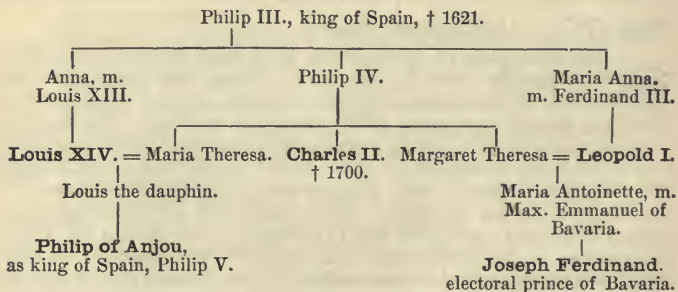 Philip III., king of Spain, † 1621.
Anna, m.
Louis XIII.
Philip IV.
Maria Anna.
m. Ferdinand III.
Louis XIV. = Maria Theresa. Charles II. Margaret Theresa = Leopold I.
† 1700.
Louis the dauphin.
Maria Antoinette, m.
Max. Emmanuel of
Bavaria.
Philip of Anjou,
as king of Spain, Philip V.
Joseph Ferdinand.
electoral prince of Bavaria.